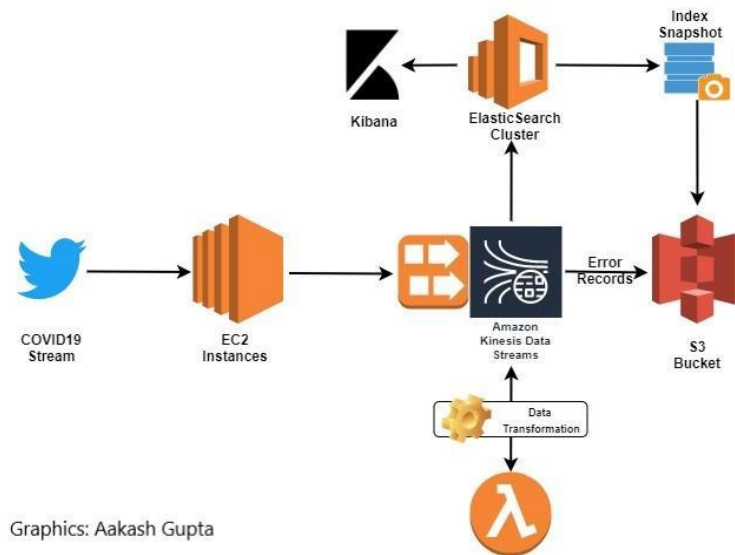 Index
Snapshot
Kibana
ElasticSearch
Cluster
Error
Records
COVID19
Stream
EC2
Instances
Amazon
Kinesis Data
Streams
S3
Bucket
Data
Transformation
λ
Graphics: Aakash Gupta